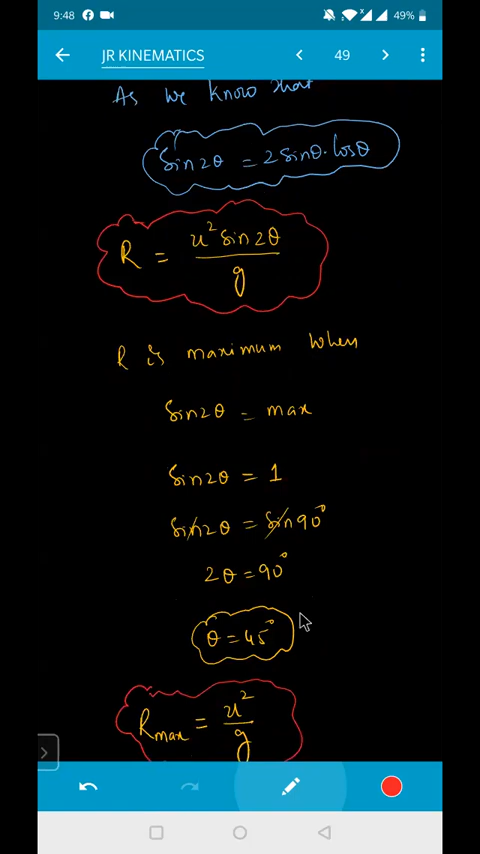 9:48 49%
JR KINEMATICS 49
As we know that
Sin2θ = 2Sinθ.Cosθ
R = u² Sin2θ / g
R is maximum When
Sin2θ = max
Sin2θ = 1
Sin2θ = Sin90°
2θ = 90°
θ = 45°
Rmax = u² / g